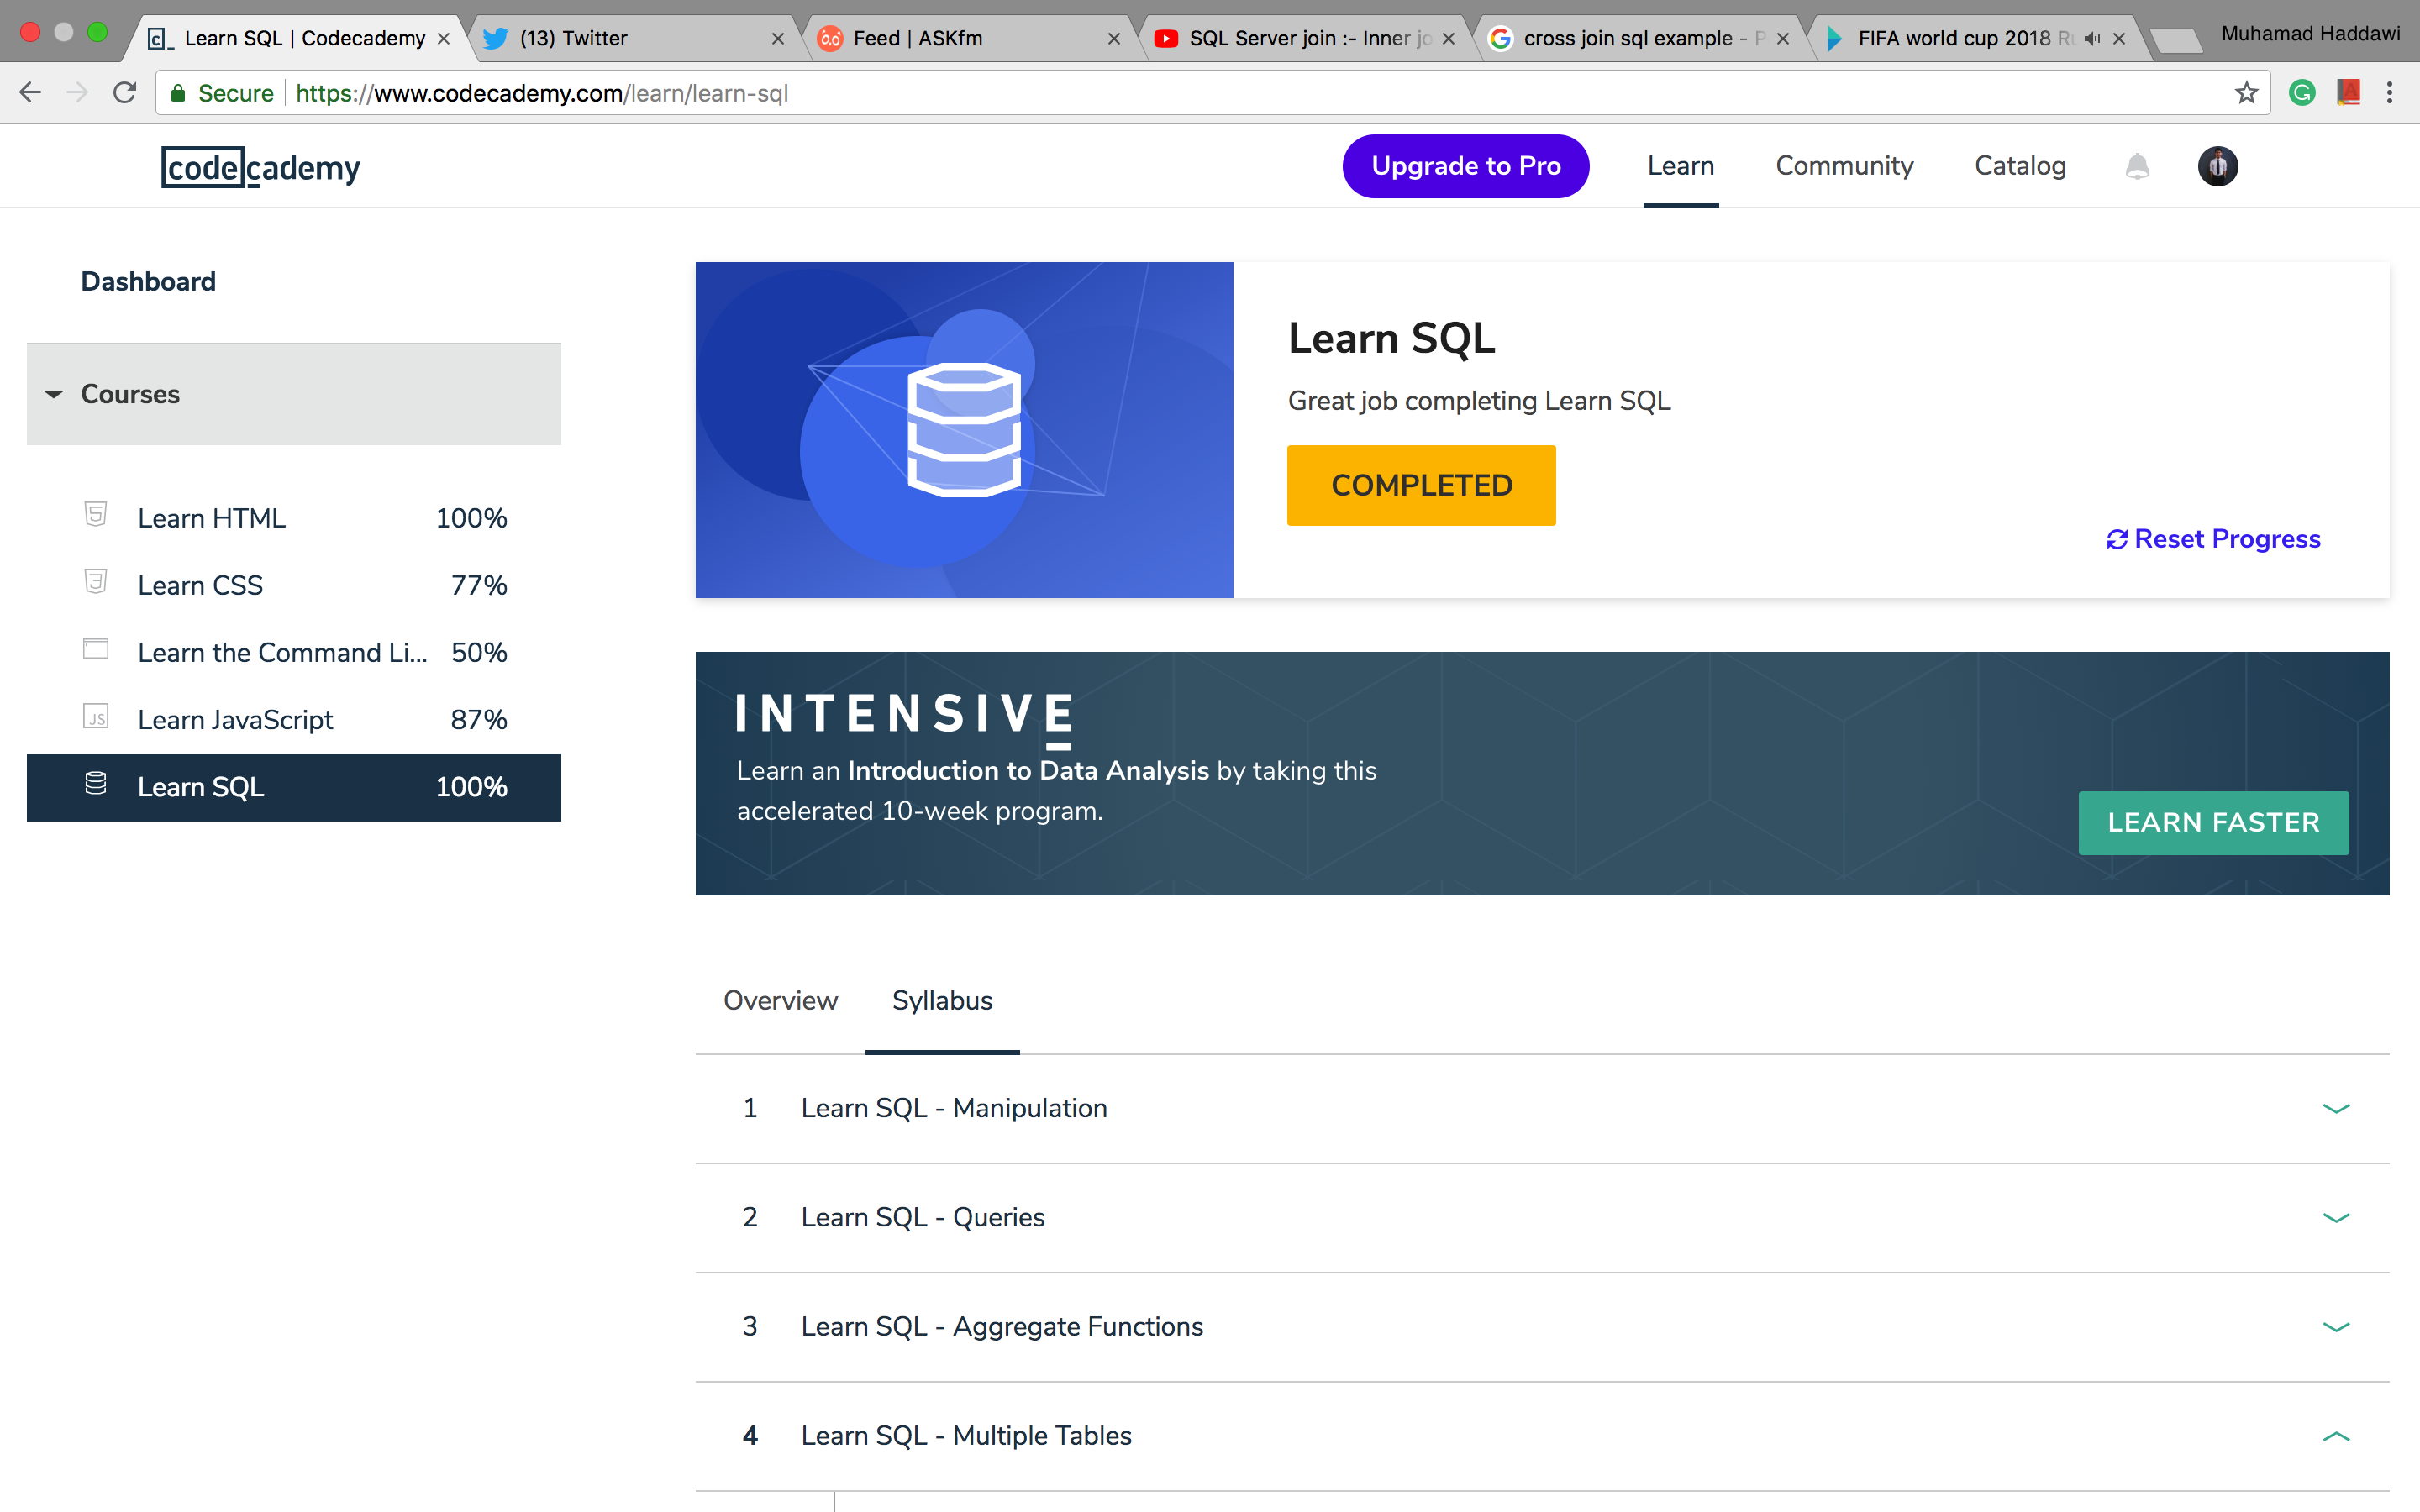 Learn SQL | Codecademy
(13) Twitter
Feed | ASKfm
SQL Server join :- Inner jo
cross join sql example - P
FIFA world cup 2018 Ru
Muhamad Haddawi
Secure
https://www.codecademy.com/learn/learn-sql
codecademy
Upgrade to Pro
Learn
Community
Catalog
Dashboard
Courses
Learn HTML 100%
Learn CSS 77%
Learn the Command Li... 50%
JS Learn JavaScript 87%
Learn SQL 100%
Learn SQL
Great job completing Learn SQL
COMPLETED
Reset Progress
INTENSIVE
Learn an Introduction to Data Analysis by taking this
accelerated 10-week program.
LEARN FASTER
Overview
Syllabus
1 Learn SQL - Manipulation
2 Learn SQL - Queries
3 Learn SQL - Aggregate Functions
4 Learn SQL - Multiple Tables